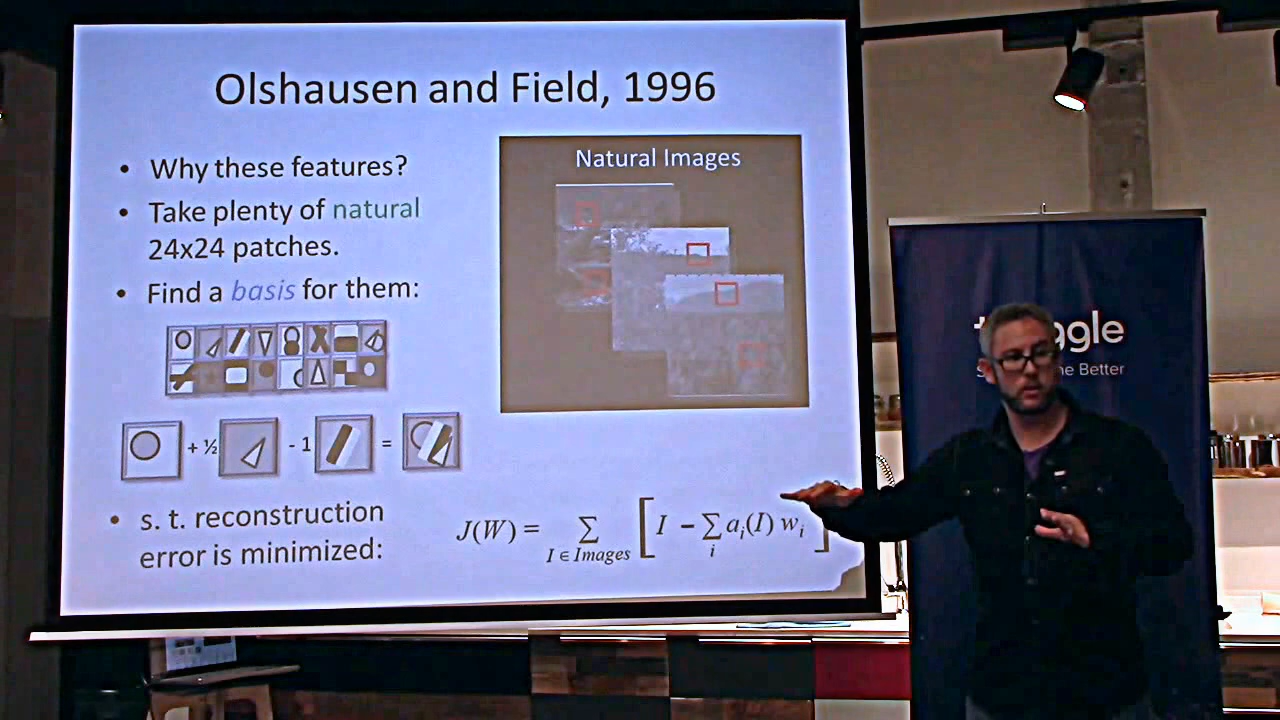 Olshausen and Field, 1996
• Why these features?
• Take plenty of natural
24x24 patches.
• Find a basis for them:
+ ½ - 1 =
• s. t. reconstruction
error is minimized:
Natural Images
J(W) = ∑ [I − ∑ aᵢ(I) wᵢ]
I ∈ Images i
ggle
Better